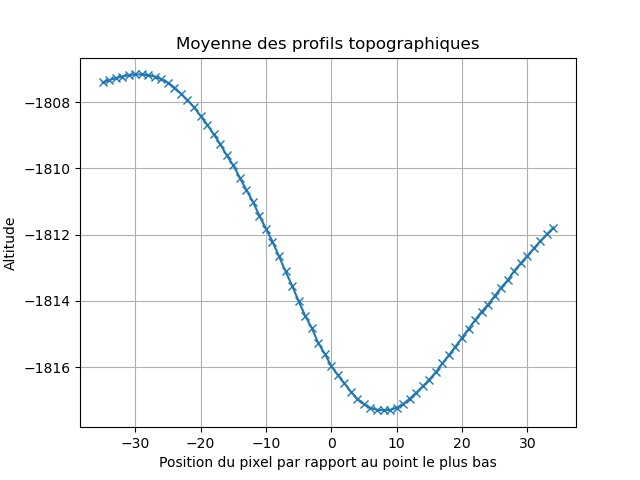 Moyenne des profils topographiques
Altitude
−1808
−1810
−1812
−1814
−1816
−30 −20 −10 0 10 20 30
Position du pixel par rapport au point le plus bas